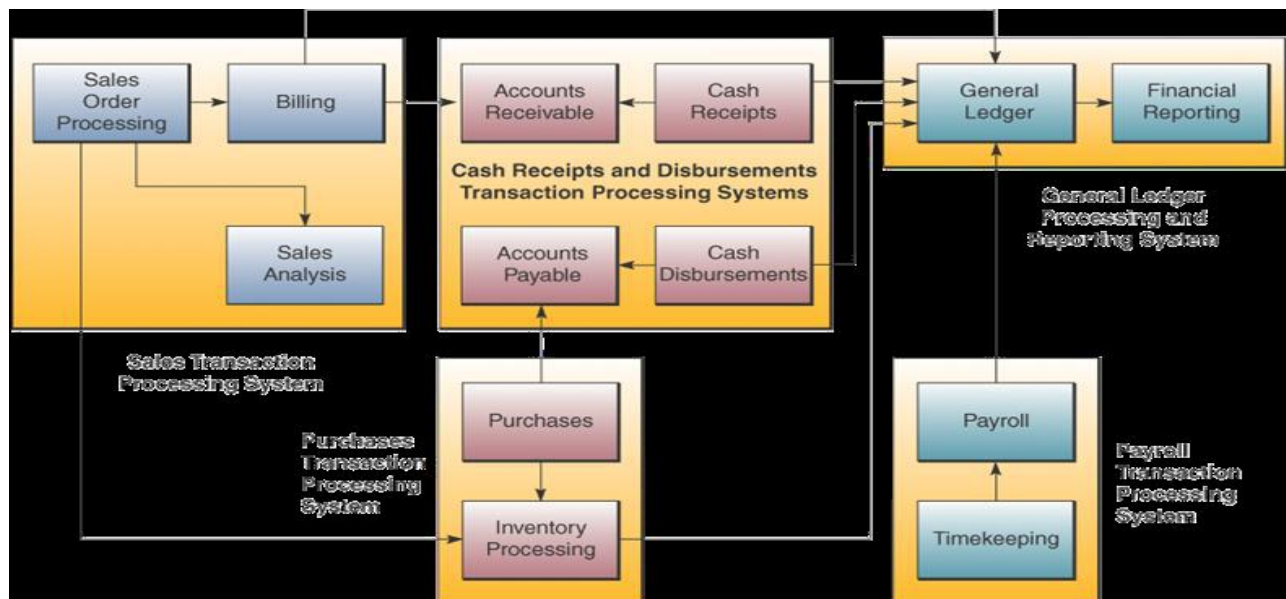 Sales
Order
Processing
Billing
Accounts
Receivable
Cash
Receipts
General
Ledger
Financial
Reporting
Cash Receipts and Disbursements
Transaction Processing Systems
Sales
Analysis
Accounts
Payable
Cash
Disbursements
General Ledger
Processing and
Reporting System
Sales Transaction
Processing System
Purchases
Transaction
Processing
System
Purchases
Inventory
Processing
Payroll
Timekeeping
Payroll
Transaction
Processing
System